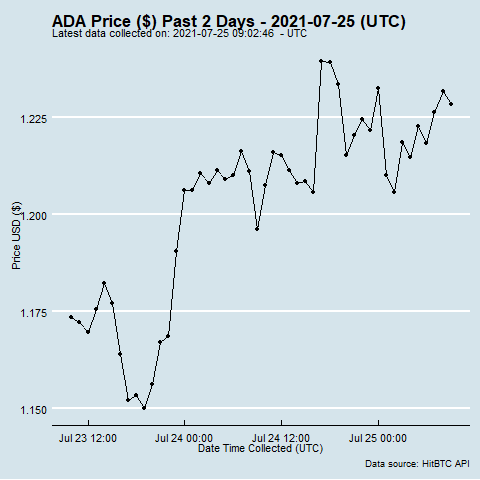 ADA Price ($) Past 2 Days - 2021-07-25 (UTC)
Latest data collected on: 2021-07-25 09:02:46 - UTC
1.225
1.200
1.175
1.150
Price USD ($)
Jul 23 12:00 Jul 24 00:00 Jul 24 12:00 Jul 25 00:00
Date Time Collected (UTC)
Data source: HitBTC API